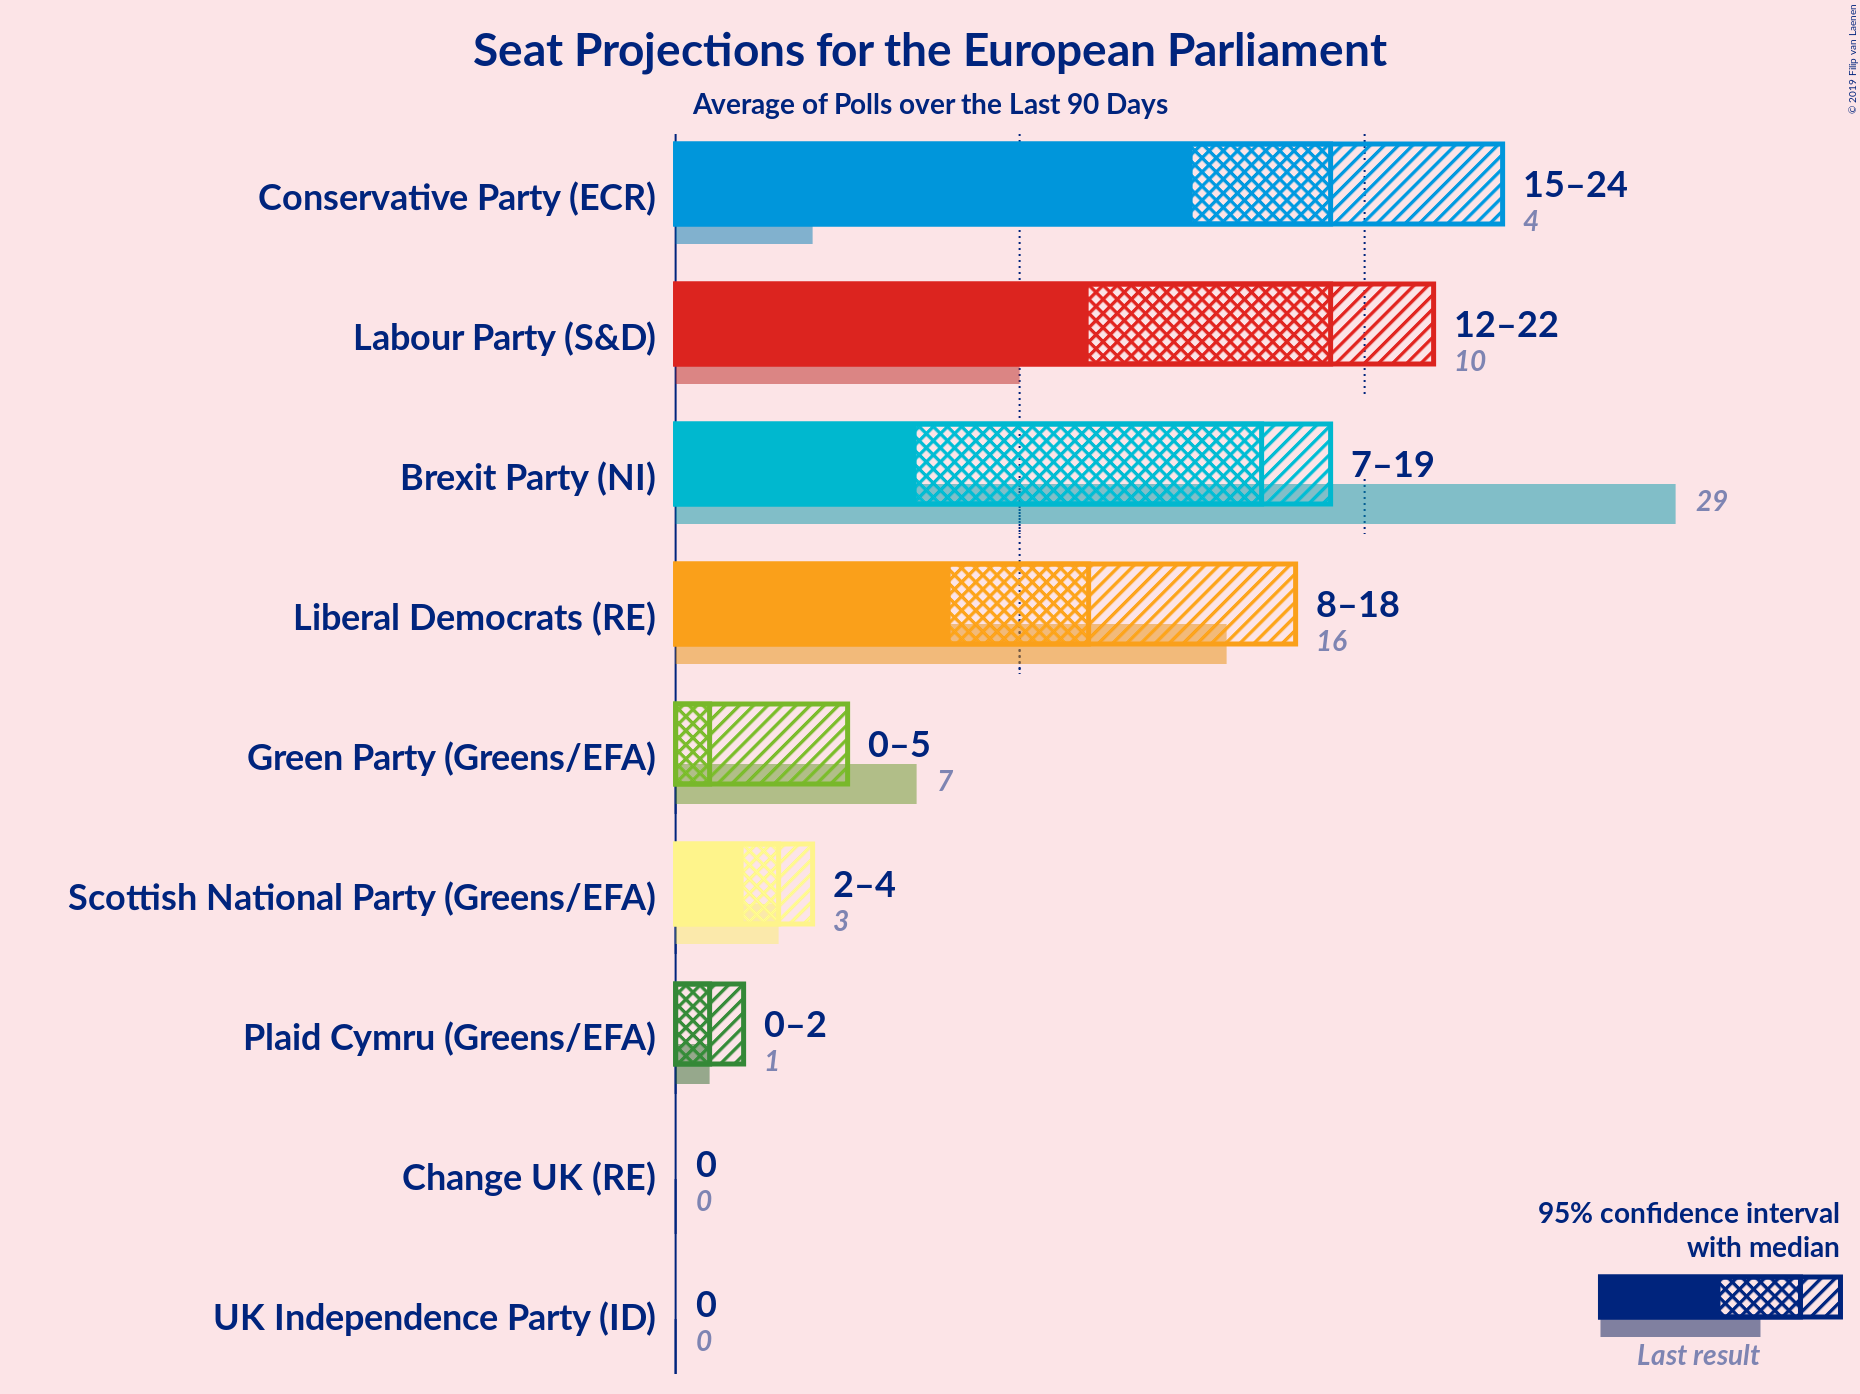 Seat Projections for the European Parliament
Average of Polls over the Last 90 Days
© 2019 Filip van Laenen
Conservative Party (ECR)
15–24
4
Labour Party (S&D)
12–22
10
Brexit Party (NI)
7–19
29
Liberal Democrats (RE)
8–18
16
Green Party (Greens/EFA)
0–5
7
Scottish National Party (Greens/EFA)
2–4
3
Plaid Cymru (Greens/EFA)
0–2
1
Change UK (RE)
0
0
UK Independence Party (ID)
0
0
95% confidence interval
with median
Last result